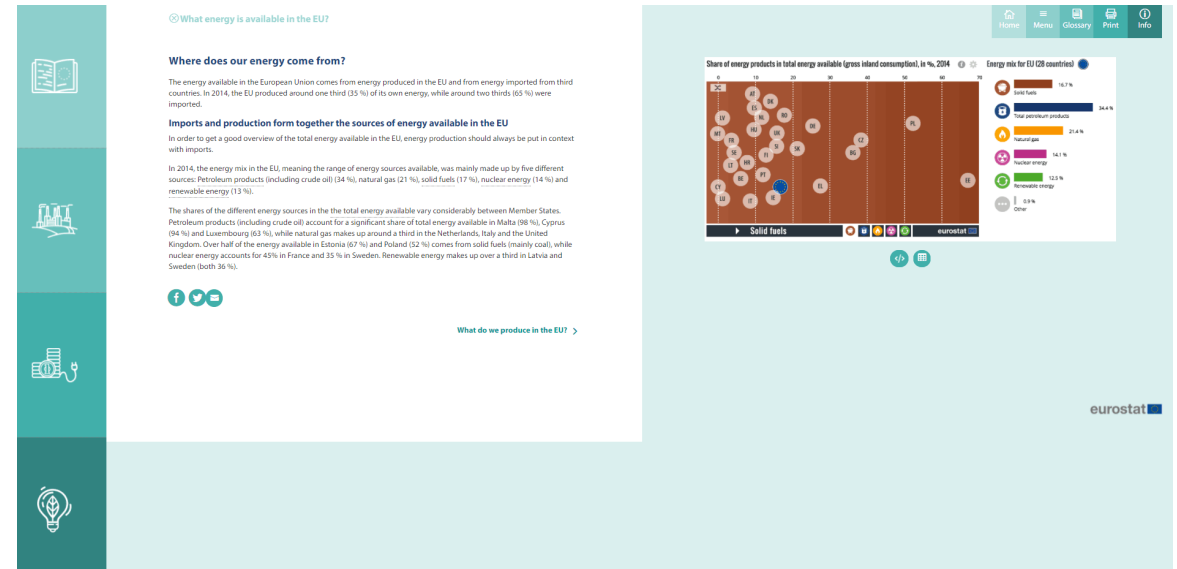 What energy is available in the EU?
Home
Menu
Glossary
Print
Info
Where does our energy come from?
The energy available in the European Union comes from energy produced in the EU and from energy imported from third
countries. In 2014, the EU produced around one third (35 %) of its own energy, while around two thirds (65 %) were
imported.
Imports and production form together the sources of energy available in the EU
In order to get a good overview of the total energy available in the EU, energy production should always be put in context
with imports.
In 2014, the energy mix in the EU, meaning the range of energy sources available, was mainly made up by five different
sources: Petroleum products (including crude oil) (34 %), natural gas (21 %), solid fuels (17 %), nuclear energy (14 %) and
renewable energy (13 %).
The shares of the different energy sources in the the total energy available vary considerably between Member States.
Petroleum products (including crude oil) account for a significant share of total energy available in Malta (98 %), Cyprus
(94 %) and Luxembourg (63 %), while natural gas makes up around a third in the Netherlands, Italy and the United
Kingdom. Over half of the energy available in Estonia (67 %) and Poland (52 %) comes from solid fuels (mainly coal), while
nuclear energy accounts for 45% in France and 35 % in Sweden. Renewable energy makes up over a third in Latvia and
Sweden (both 36 %).
What do we produce in the EU?
Share of energy products in total energy available (gross inland consumption), in %, 2014
0 10 20 30 40 50 60 70
AT
DK
ES
LV
NL
RO
PL
DE
MT
HU
UK
FR
CZ
SI
SK
SE
FI
BG
LT
HR
PT
BE
EE
CY
EL
LU
IT
IE
Solid fuels
eurostat
Energy mix for EU (28 countries)
16.7 %
Solid fuels
34.4 %
Total petroleum products
21.4 %
Natural gas
14.1 %
Nuclear energy
12.5 %
Renewable energy
0.9 %
Other
eurostat